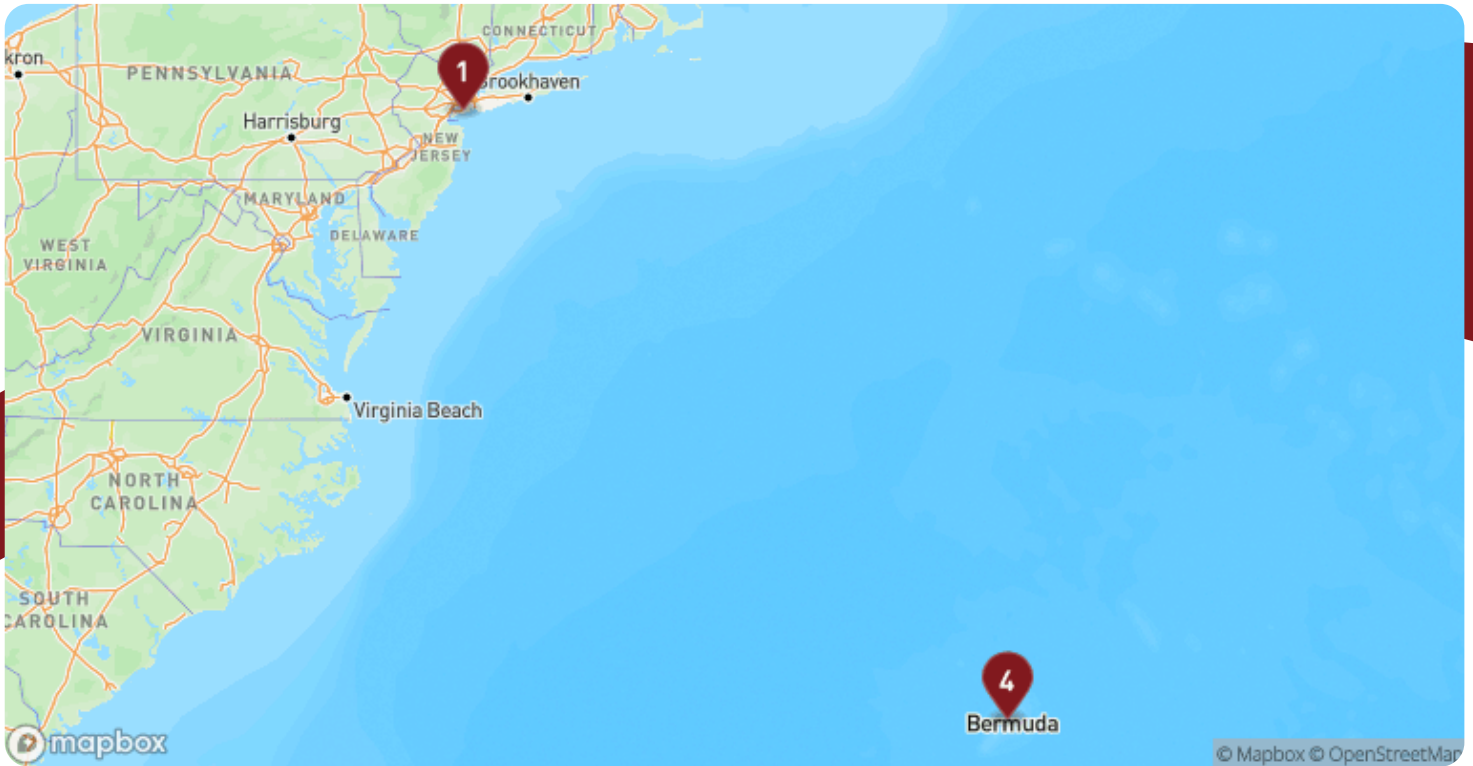 CONNECTICUT
kron
PENNSYLVANIA
1
Brookhaven
Harrisburg
NEW
JERSEY
MARYLAND
DELAWARE
WEST
VIRGINIA
VIRGINIA
Virginia Beach
NORTH
CAROLINA
SOUTH
CAROLINA
4
Bermuda
mapbox
© Mapbox © OpenStreetMap